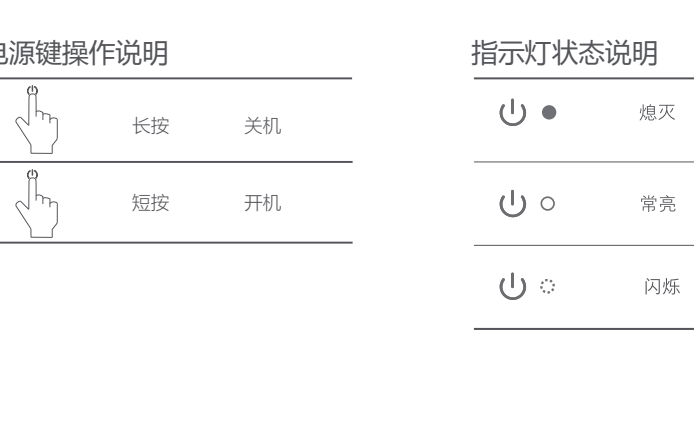 电源键操作说明
长按 关机
短按 开机
指示灯状态说明
熄灭
常亮
闪烁